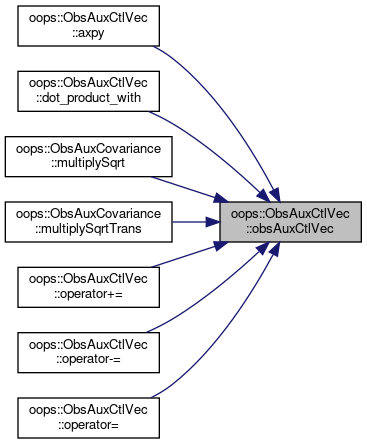 oops::ObsAuxCtlVec
::axpy
oops::ObsAuxCtlVec
::dot_product_with
oops::ObsAuxCovariance
::multiplySqrt
oops::ObsAuxCovariance
::multiplySqrtTrans
oops::ObsAuxCtlVec
::operator+=
oops::ObsAuxCtlVec
::operator-=
oops::ObsAuxCtlVec
::operator=
oops::ObsAuxCtlVec
::obsAuxCtlVec